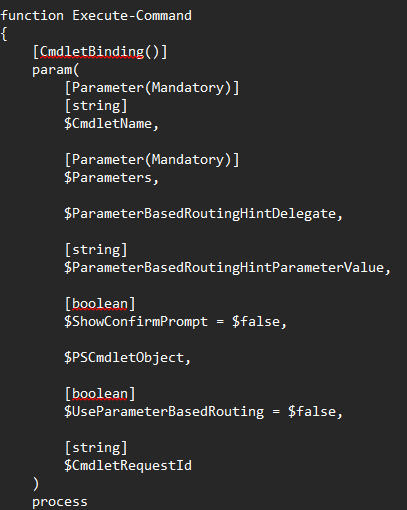 function Execute-Command
{
    [CmdletBinding()]
    param(
        [Parameter(Mandatory)]
        [string]
        $CmdletName,

        [Parameter(Mandatory)]
        $Parameters,

        $ParameterBasedRoutingHintDelegate,

        [string]
        $ParameterBasedRoutingHintParameterValue,

        [boolean]
        $ShowConfirmPrompt = $false,

        $PSCmdletObject,

        [boolean]
        $UseParameterBasedRouting = $false,

        [string]
        $CmdletRequestId
    )
    process